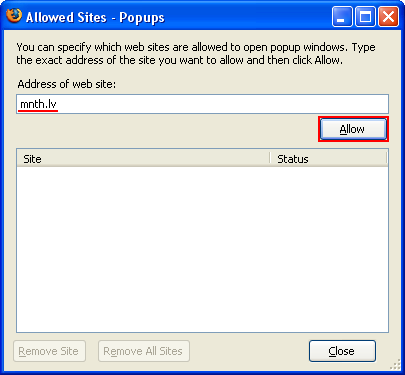 Allowed Sites - Popups
You can specify which web sites are allowed to open popup windows. Type
the exact address of the site you want to allow and then click Allow.
Address of web site:
mnth.lv
Allow
Site Status
Remove Site Remove All Sites Close